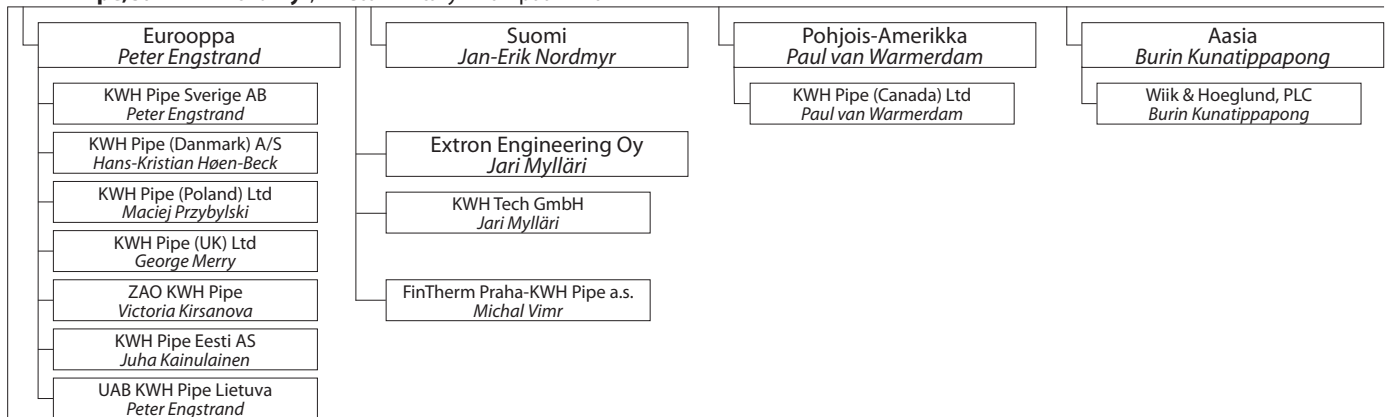 Eurooppa
Peter Engstrand
KWH Pipe Sverige AB
Peter Engstrand
KWH Pipe (Danmark) A/S
Hans-Kristian Høen-Beck
KWH Pipe (Poland) Ltd
Maciej Przybylski
KWH Pipe (UK) Ltd
George Merry
ZAO KWH Pipe
Victoria Kirsanova
KWH Pipe Eesti AS
Juha Kainulainen
UAB KWH Pipe Lietuva
Peter Engstrand
Suomi
Jan-Erik Nordmyr
Extron Engineering Oy
Jari Mylläri
KWH Tech GmbH
Jari Mylläri
FinTherm Praha-KWH Pipe a.s.
Michal Vimr
Pohjois-Amerikka
Paul van Warmerdam
KWH Pipe (Canada) Ltd
Paul van Warmerdam
Aasia
Burin Kunatippapong
Wiik & Hoeglund, PLC
Burin Kunatippapong